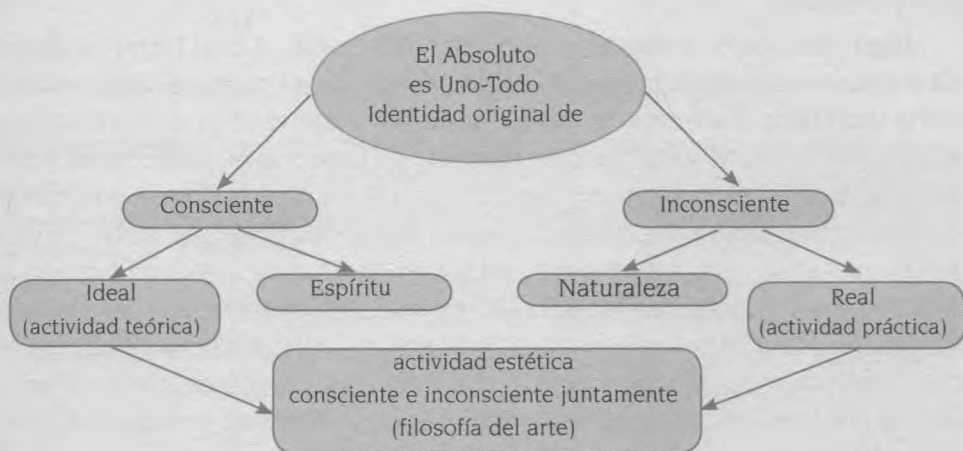 El Absoluto
es Uno-Todo
Identidad original de
Consciente
Inconsciente
Ideal
(actividad teórica)
Espíritu
Naturaleza
Real
(actividad práctica)
actividad estética
consciente e inconsciente juntamente
(filosofía del arte)